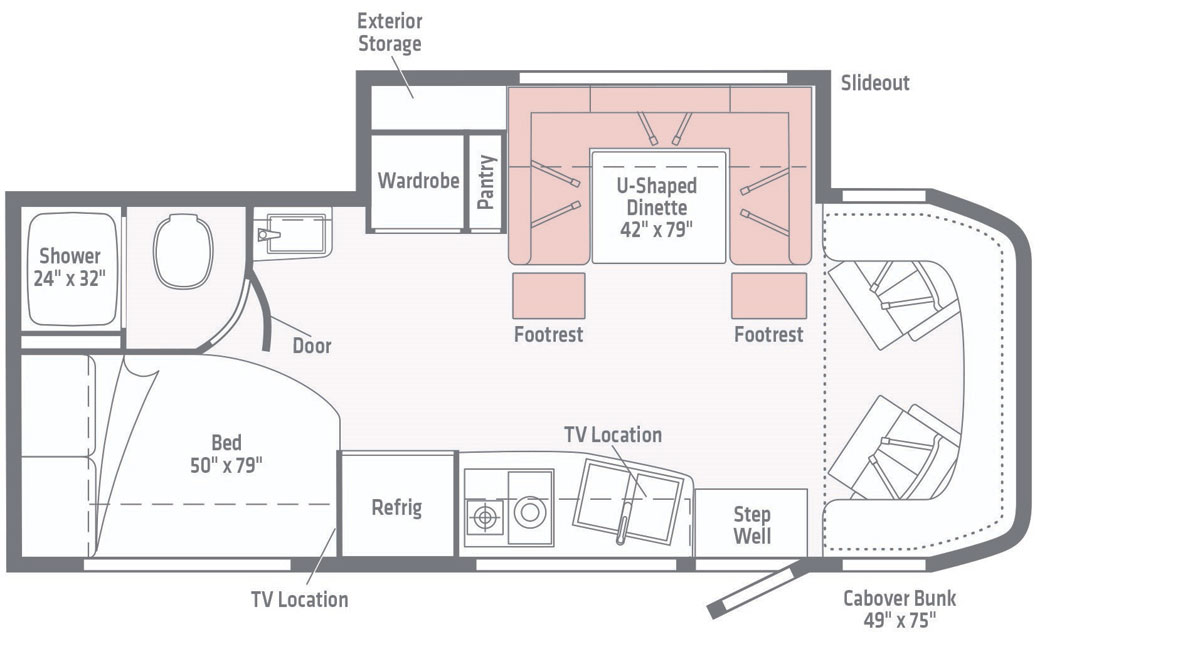 Exterior
Storage
Slideout
Wardrobe
Pantry
U-Shaped
Dinette
42" x 79"
Shower
24" x 32"
Footrest
Footrest
Door
TV Location
Bed
50" x 79"
Refrig
Step
Well
TV Location
Cabover Bunk
49" x 75"